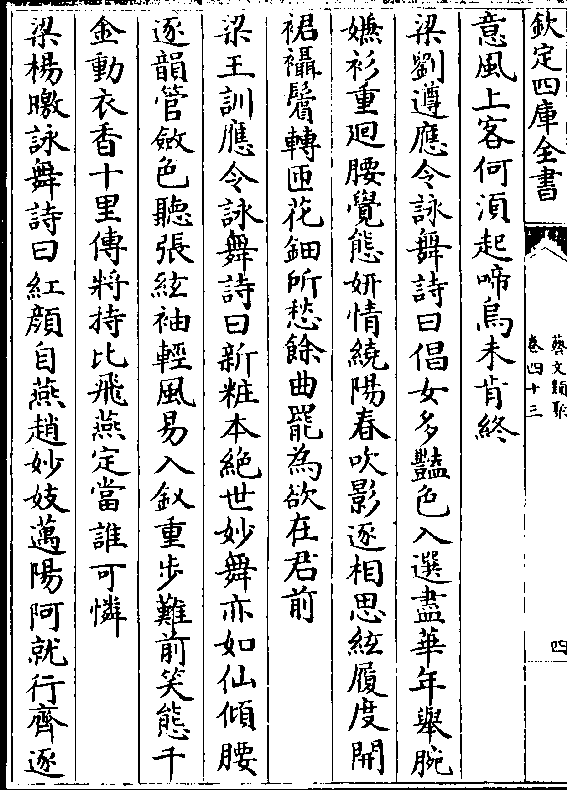 欽定四庫全書
藝文類聚
卷四十三
四
意風上客何湏起啼烏未肯終
梁劉遵應令詠舞詩曰倡女多豔色入選盡華年舉腕
嫌衫重廻腰覺態妍情繞陽春吹影逐相思絃履度開
裙襵鬟轉匝花鈿所愁餘曲罷為欲在君前
梁王訓應令詠舞詩曰新粧本絶世妙舞亦如仙傾腰
逐韻管斂色聽張絃袖輕風易入釵重步難前笑態千
金動衣香十里傳將持比飛燕定當誰可憐
梁楊曒詠舞詩曰紅顔自燕趙妙妓邁陽阿就行齊逐